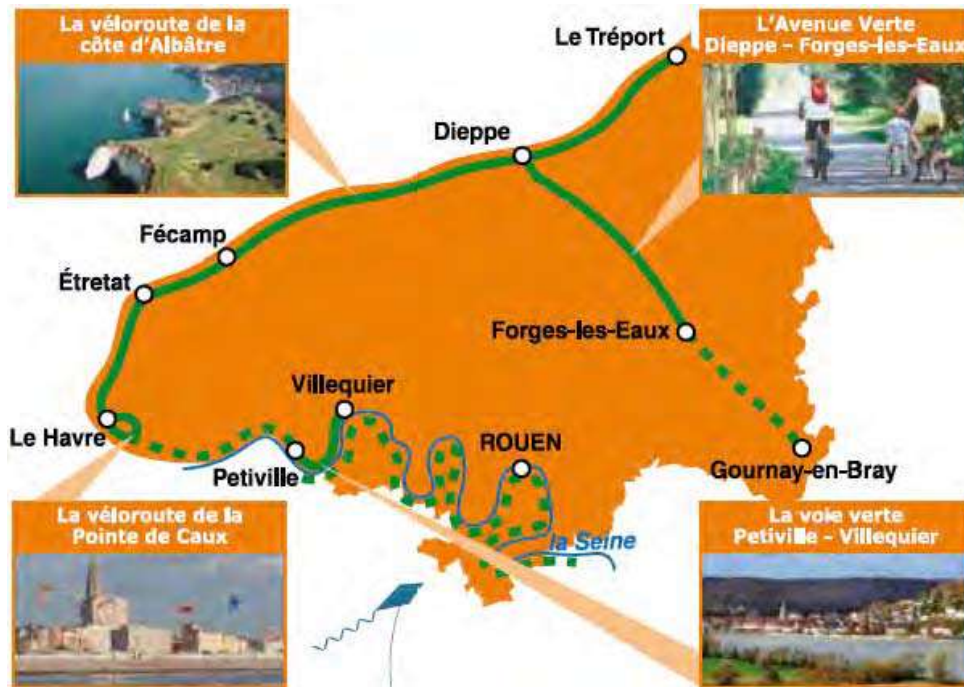 La véloroute de la
côte d'Albâtre
L'Avenue Verte
Dieppe – Forges-les-Eaux
Le Tréport
Dieppe
Fécamp
Étretat
Forges-les-Eaux
Villequier
Le Havre
ROUEN
Petiville
Gournay-en-Bray
la Seine
La véloroute de la
Pointe de Caux
La voie verte
Petiville – Villequier